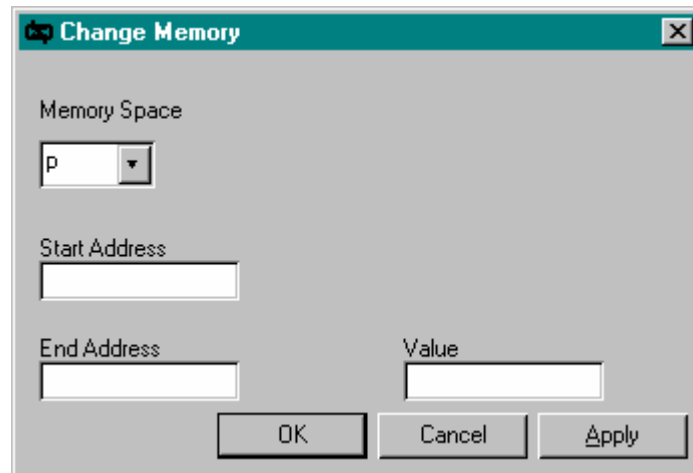 Change Memory
Memory Space
p
Start Address
End Address Value
OK Cancel Apply